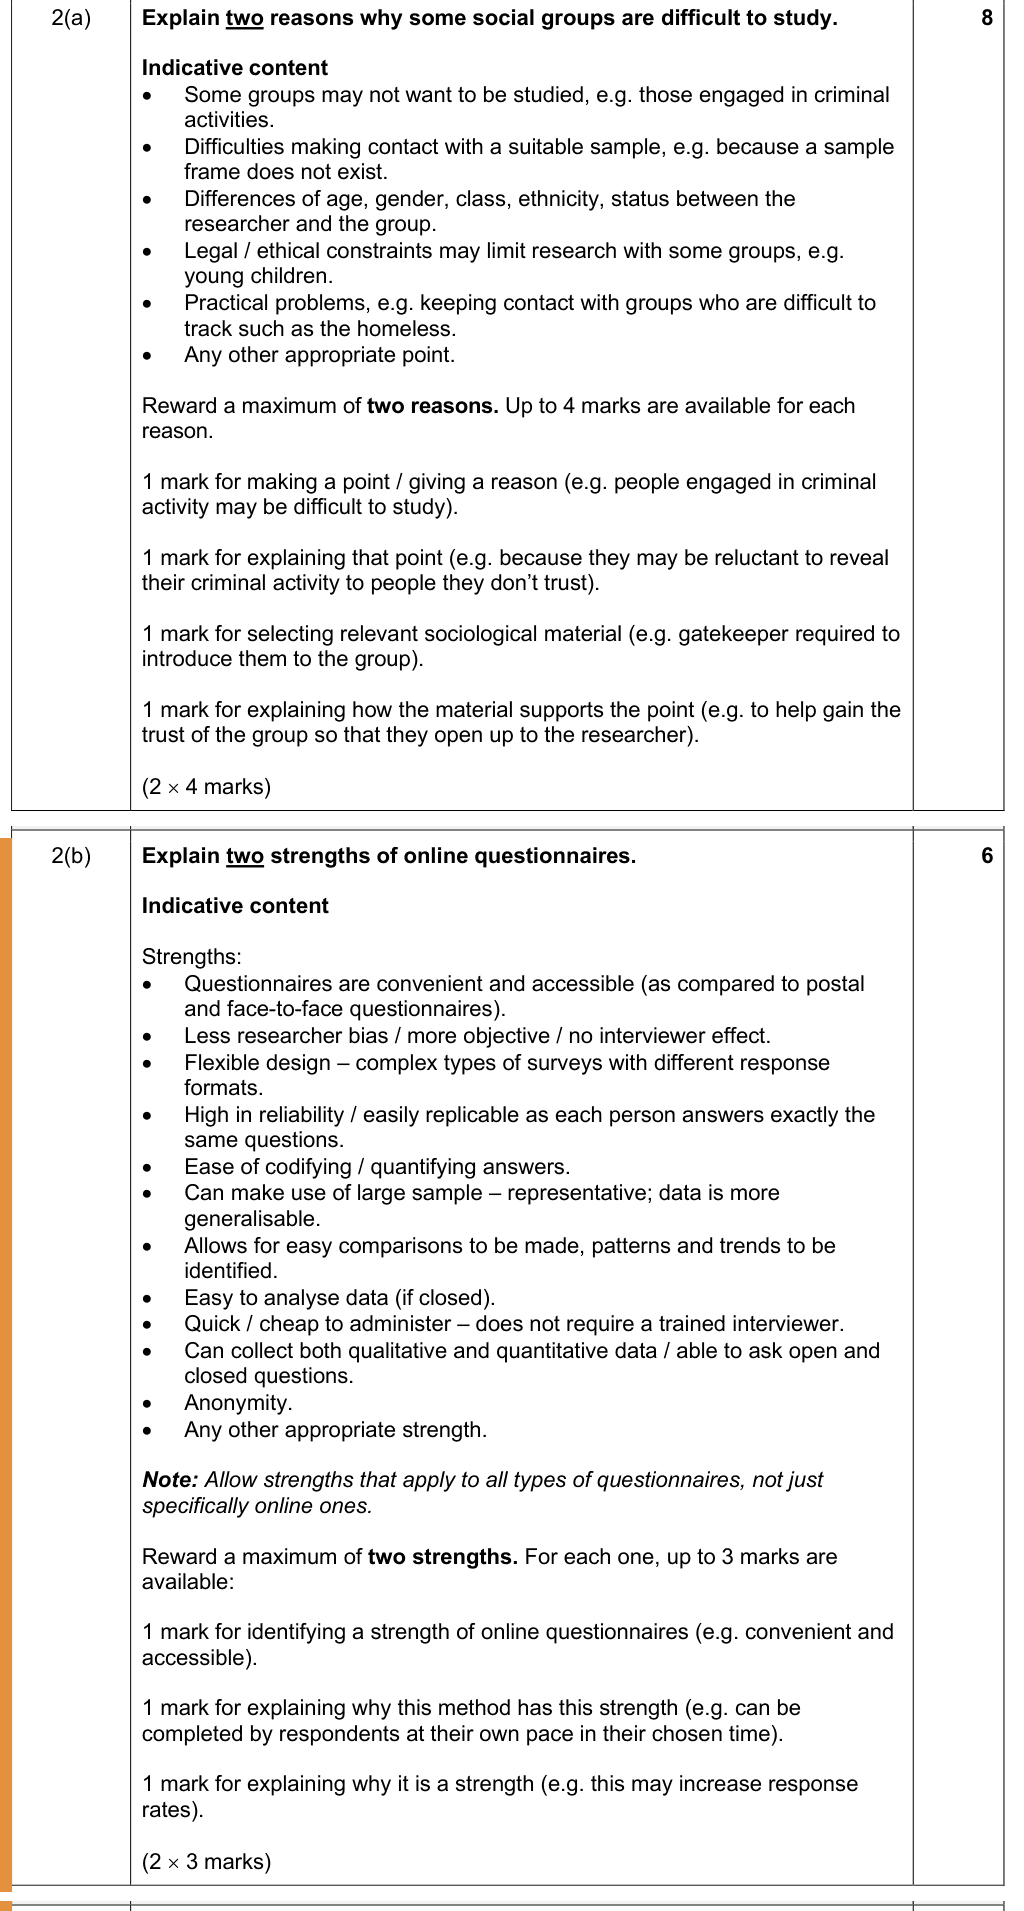 2(a) Explain two reasons why some social groups are difficult to study. 8
Indicative content
• Some groups may not want to be studied, e.g. those engaged in criminal
activities.
• Difficulties making contact with a suitable sample, e.g. because a sample
frame does not exist.
• Differences of age, gender, class, ethnicity, status between the
researcher and the group.
• Legal / ethical constraints may limit research with some groups, e.g.
young children.
• Practical problems, e.g. keeping contact with groups who are difficult to
track such as the homeless.
• Any other appropriate point.
Reward a maximum of two reasons. Up to 4 marks are available for each
reason.
1 mark for making a point / giving a reason (e.g. people engaged in criminal
activity may be difficult to study).
1 mark for explaining that point (e.g. because they may be reluctant to reveal
their criminal activity to people they don’t trust).
1 mark for selecting relevant sociological material (e.g. gatekeeper required to
introduce them to the group).
1 mark for explaining how the material supports the point (e.g. to help gain the
trust of the group so that they open up to the researcher).
(2 × 4 marks)
2(b) Explain two strengths of online questionnaires. 6
Indicative content
Strengths:
• Questionnaires are convenient and accessible (as compared to postal
and face-to-face questionnaires).
• Less researcher bias / more objective / no interviewer effect.
• Flexible design – complex types of surveys with different response
formats.
• High in reliability / easily replicable as each person answers exactly the
same questions.
• Ease of codifying / quantifying answers.
• Can make use of large sample – representative; data is more
generalisable.
• Allows for easy comparisons to be made, patterns and trends to be
identified.
• Easy to analyse data (if closed).
• Quick / cheap to administer – does not require a trained interviewer.
• Can collect both qualitative and quantitative data / able to ask open and
closed questions.
• Anonymity.
• Any other appropriate strength.
Note: Allow strengths that apply to all types of questionnaires, not just
specifically online ones.
Reward a maximum of two strengths. For each one, up to 3 marks are
available:
1 mark for identifying a strength of online questionnaires (e.g. convenient and
accessible).
1 mark for explaining why this method has this strength (e.g. can be
completed by respondents at their own pace in their chosen time).
1 mark for explaining why it is a strength (e.g. this may increase response
rates).
(2 × 3 marks)